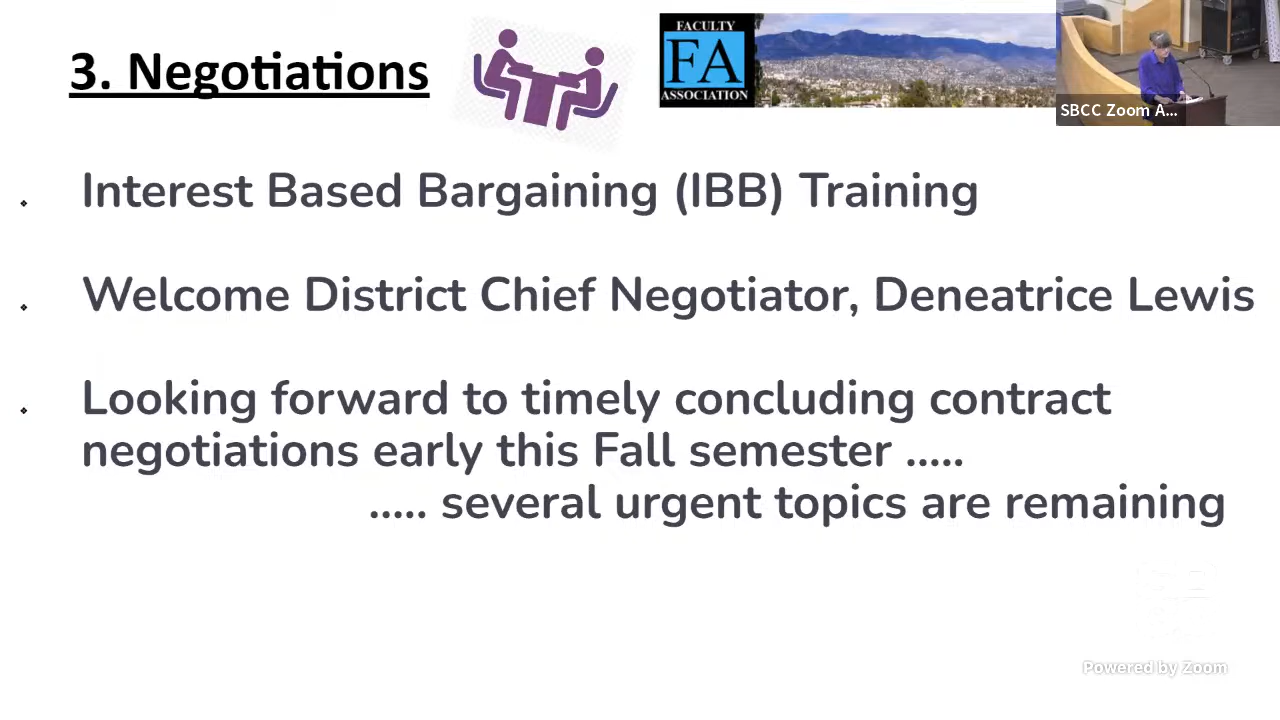 3. Negotiations
FACULTY
FA
ASSOCIATION
SBCC Zoom A...
Interest Based Bargaining (IBB) Training
Welcome District Chief Negotiator, Deneatrice Lewis
Looking forward to timely concluding contract
negotiations early this Fall semester .....
..... several urgent topics are remaining
Powered by Zoom